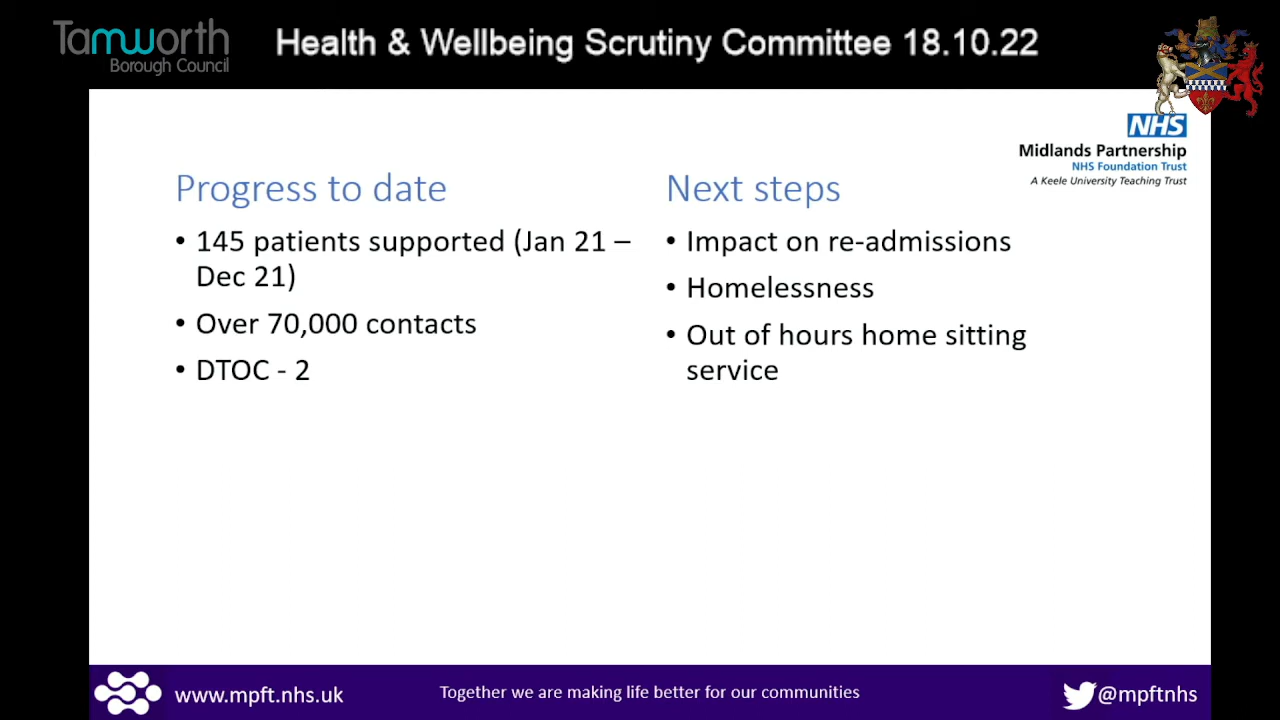 Tamworth
Borough Council
Health & Wellbeing Scrutiny Committee 18.10.22
NHS
Midlands Partnership
NHS Foundation Trust
A Keele University Teaching Trust
Progress to date
• 145 patients supported (Jan 21 –
Dec 21)
• Over 70,000 contacts
• DTOC - 2
Next steps
• Impact on re-admissions
• Homelessness
• Out of hours home sitting
service
www.mpft.nhs.uk
Together we are making life better for our communities
@mpftnhs